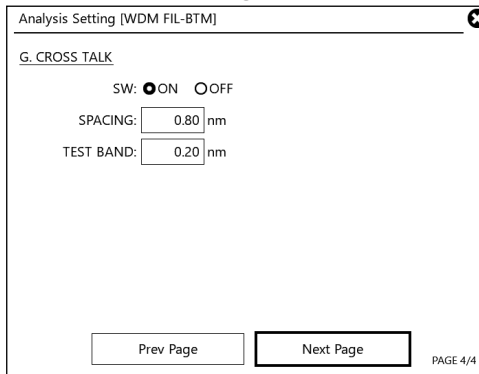 Analysis Setting [WDM FIL-BTM]
G. CROSS TALK
SW: ON OFF
SPACING: 0.80 nm
TEST BAND: 0.20 nm
Prev Page Next Page PAGE 4/4